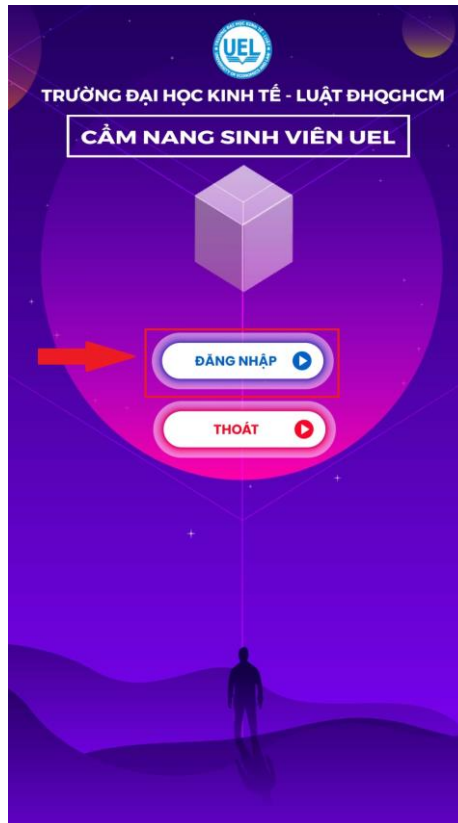 UEL
TRƯỜNG ĐẠI HỌC KINH TẾ - LUẬT ĐHQGHCM
CẨM NANG SINH VIÊN UEL
ĐĂNG NHẬP
THOÁT